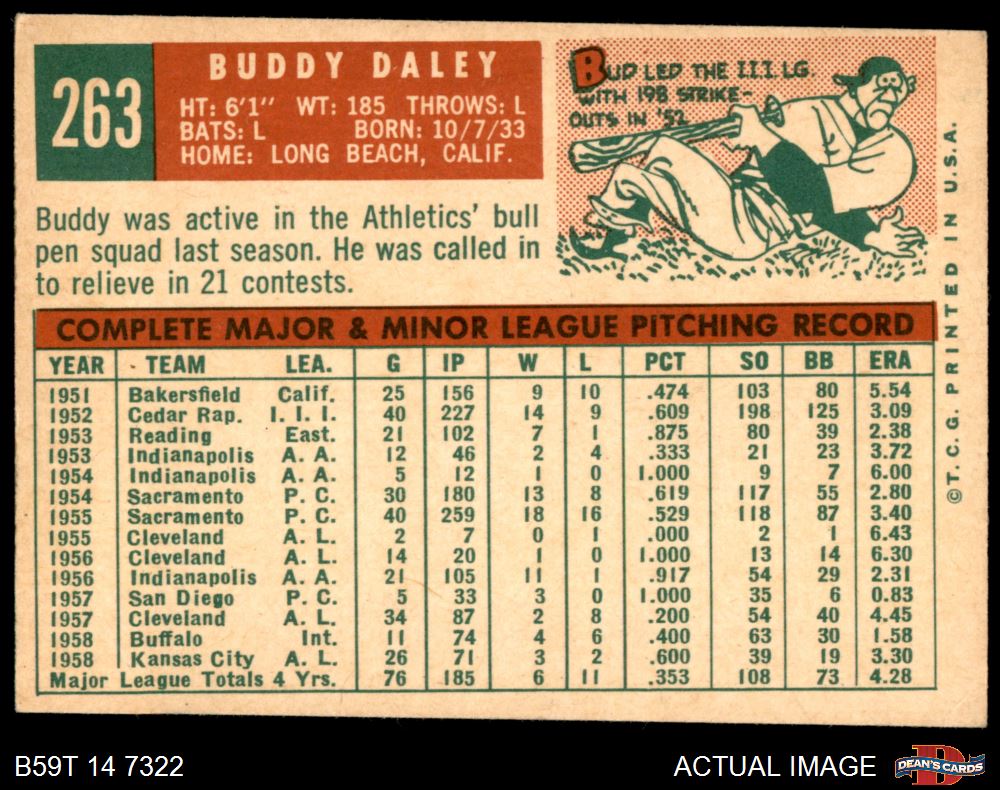 263
BUDDY DALEY
HT: 6'1" WT: 185 THROWS: L
BATS: L BORN: 10/7/33
HOME: LONG BEACH, CALIF.
BUD LED THE I.I.I. LG.
WITH 198 STRIKE-
OUTS IN '52
Buddy was active in the Athletics' bull
pen squad last season. He was called in
to relieve in 21 contests.
COMPLETE MAJOR & MINOR LEAGUE PITCHING RECORD
YEAR TEAM LEA. G IP W L PCT SO BB ERA
1951 Bakersfield Calif. 25 156 9 10 .474 103 80 5.54
1952 Cedar Rap. I. I. I. 40 227 14 9 .609 198 125 3.09
1953 Reading East. 21 102 7 1 .875 80 39 2.38
1953 Indianapolis A. A. 12 46 2 4 .333 21 23 3.72
1954 Indianapolis A. A. 5 12 1 0 1.000 9 7 6.00
1954 Sacramento P. C. 30 180 13 8 .619 117 55 2.80
1955 Sacramento P. C. 40 259 18 16 .529 118 87 3.40
1955 Cleveland A. L. 2 7 0 1 .000 2 1 6.43
1956 Cleveland A. L. 14 20 1 0 1.000 13 14 6.30
1956 Indianapolis A. A. 21 105 11 1 .917 54 29 2.31
1957 San Diego P. C. 5 33 3 0 1.000 35 6 0.83
1957 Cleveland A. L. 34 87 2 8 .200 54 40 4.45
1958 Buffalo Int. 11 74 4 6 .400 63 30 1.58
1958 Kansas City A. L. 26 71 3 2 .600 39 19 3.30
Major League Totals 4 Yrs. 76 185 6 11 .353 108 73 4.28
©T. C. G. PRINTED IN U.S.A.
B59T 14 7322
ACTUAL IMAGE
D
DEAN'S CARDS